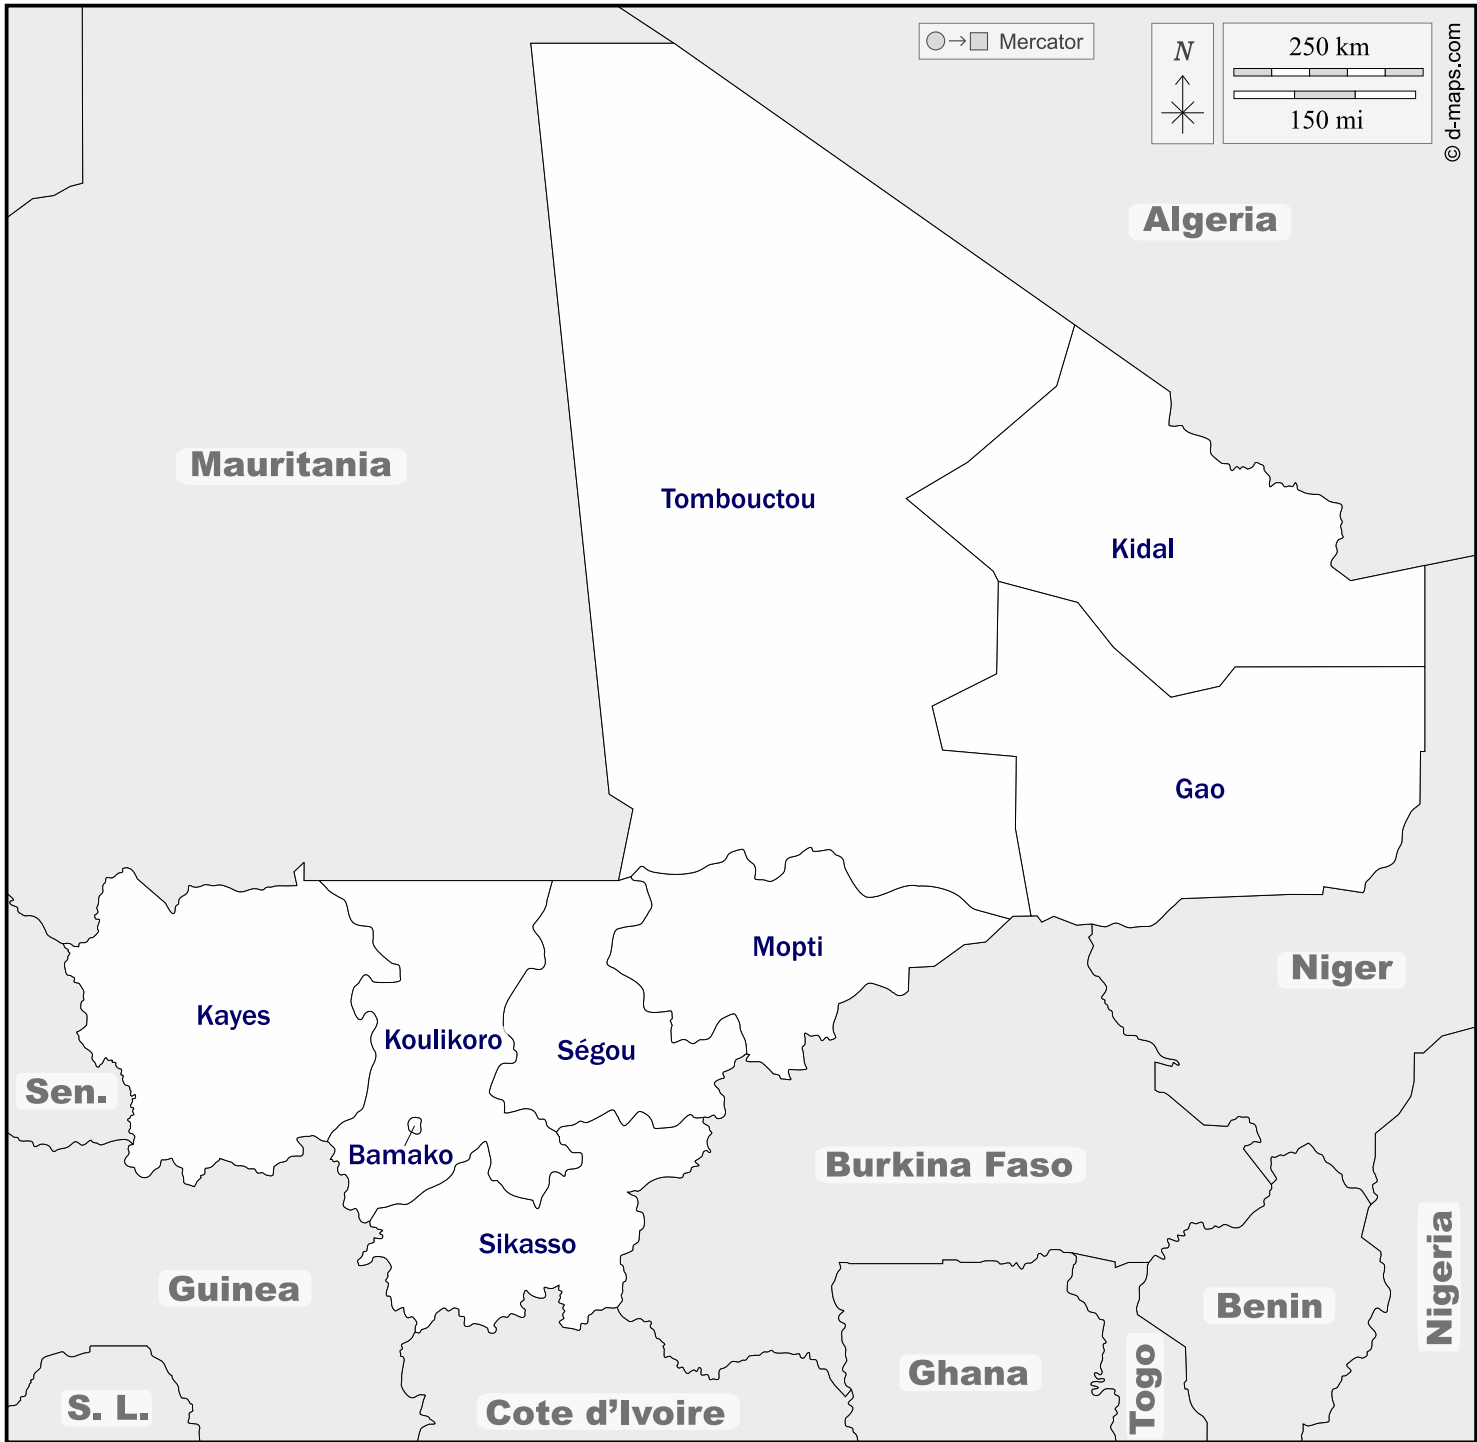 Mercator
N
250 km
150 mi
© d-maps.com
Algeria
Mauritania
Tombouctou
Kidal
Gao
Mopti
Niger
Kayes
Koulikoro
Ségou
Sen.
Bamako
Burkina Faso
Sikasso
Guinea
Nigeria
Benin
Ghana
Togo
S. L.
Cote d'Ivoire